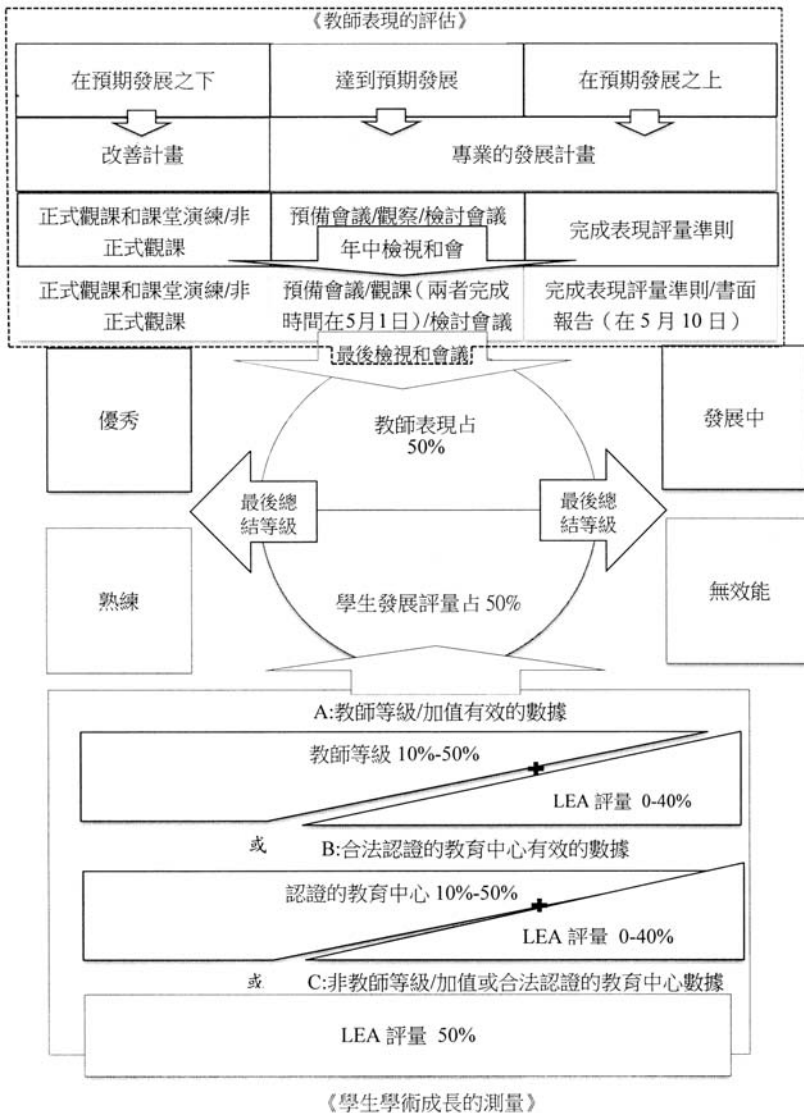 《教師表現的評估》
在預期發展之下
達到預期發展
在預期發展之上
改善計畫
專業的發展計畫
正式觀課和課堂演練/非
正式觀課
預備會議/觀察/檢討會議
完成表現評量準則
年中檢視和會
正式觀課和課堂演練/非
正式觀課
預備會議/觀課(兩者完成
時間在5月1日)/檢討會議
完成表現評量準則/書面
報告(在 5 月 10 日)
最後檢視和會議
優秀
教師表現占
50%
發展中
最後總
結等級
最後總
結等級
熟練
學生發展評量占 50%
無效能
A:教師等級/加值有效的數據
教師等級 10%-50%
+
LEA 評量 0-40%
或
B:合法認證的教育中心有效的數據
認證的教育中心 10%-50%
+
LEA 評量 0-40%
或
C:非教師等級/加值或合法認證的教育中心數據
LEA 評量 50%
《學生學術成長的測量》